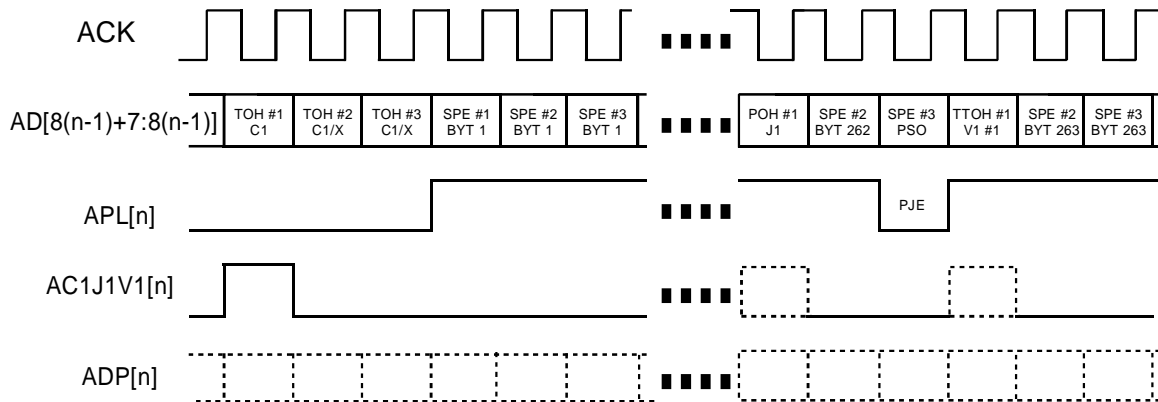 ACK
AD[8(n-1)+7:8(n-1)]
TOH #1
C1
TOH #2
C1/X
TOH #3
C1/X
SPE #1
BYT 1
SPE #2
BYT 1
SPE #3
BYT 1
POH #1
J1
SPE #2
BYT 262
SPE #3
PSO
TTOH #1
V1 #1
SPE #2
BYT 263
SPE #3
BYT 263
APL[n]
PJE
AC1J1V1[n]
ADP[n]